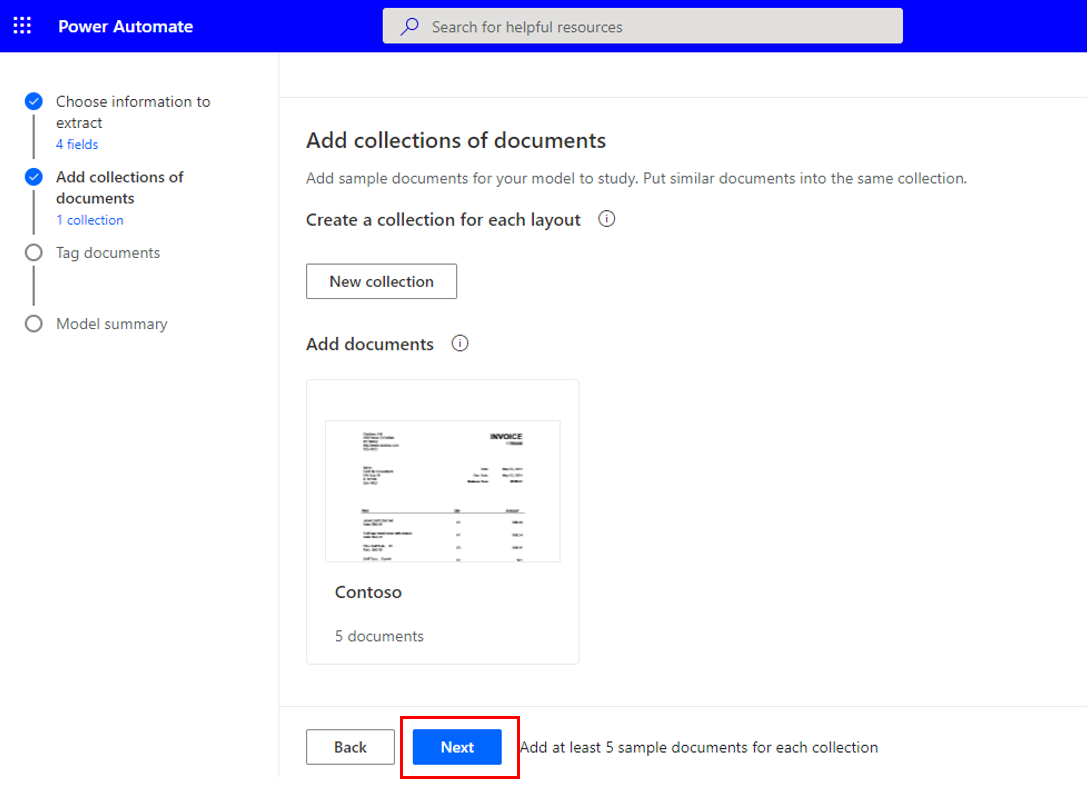 Power Automate
Search for helpful resources
Choose information to
extract
4 fields
Add collections of
documents
1 collection
Tag documents
Model summary
Add collections of documents
Add sample documents for your model to study. Put similar documents into the same collection.
Create a collection for each layout
New collection
Add documents
INVOICE
Contoso
5 documents
Back
Next
Add at least 5 sample documents for each collection